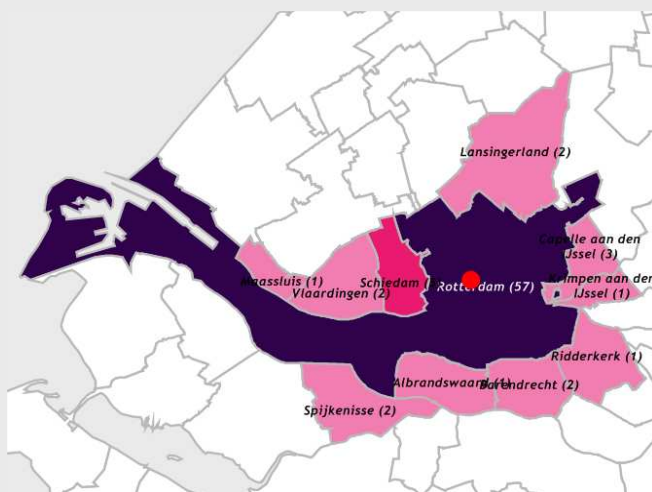 Lansingerland (2)
Capelle aan den
IJssel (3)
Maassluis (1)
Vlaardingen (2)
Schiedam
Rotterdam (57)
Krimpen aan den
IJssel (1)
Ridderkerk (1)
Albrandswaard (1)
Barendrecht (2)
Spijkenisse (2)